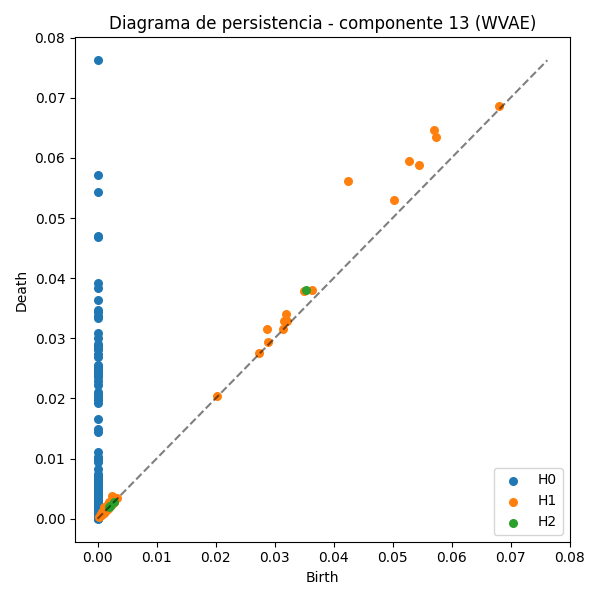 Diagrama de persistencia - componente 13 (WVAE)
0.08
0.07
0.06
0.05
0.04
0.03
0.02
0.01
0.00
Death
H0
H1
H2
0.00 0.01 0.02 0.03 0.04 0.05 0.06 0.07 0.08
Birth